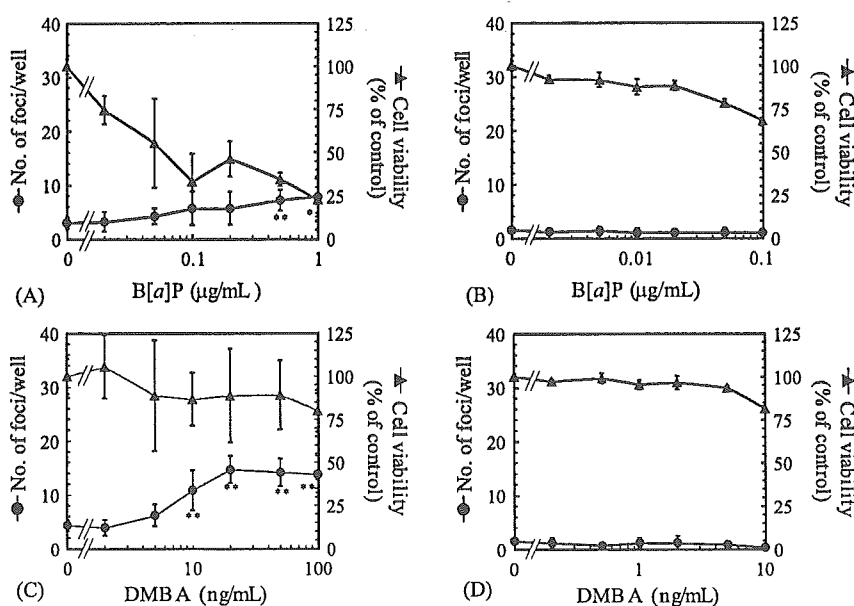 40
30
20
10
0
No. of foci/well
125
100
75
50
25
0
Cell viability
(% of control)
** *
0 0.1 1
(A) B[a]P (µg/mL)
40
30
20
10
0
No. of foci/well
125
100
75
50
25
0
Cell viability
(% of control)
0 0.01 0.1
(B) B[a]P (µg/mL)
40
30
20
10
0
No. of foci/well
125
100
75
50
25
0
Cell viability
(% of control)
** ** ** **
0 10 100
(C) DMBA (ng/mL)
40
30
20
10
0
No. of foci/well
125
100
75
50
25
0
Cell viability
(% of control)
0 1 10
(D) DMBA (ng/mL)